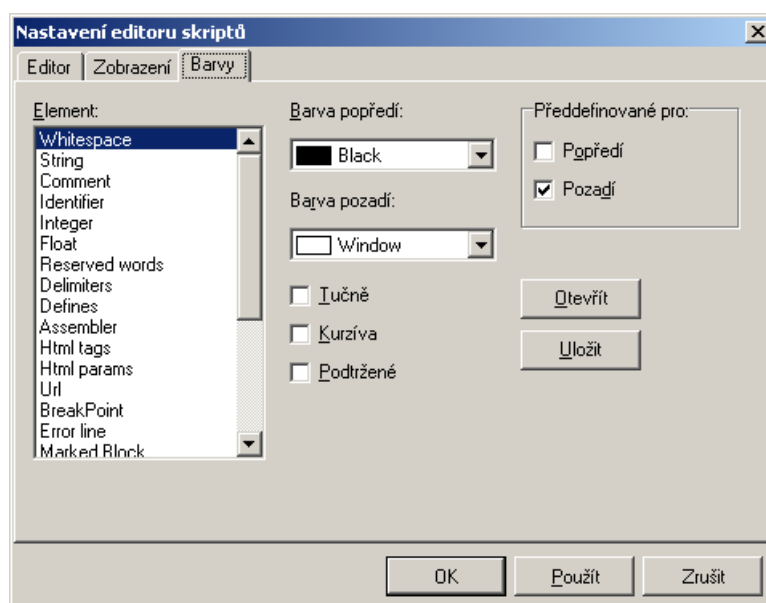 Nastavení editoru skriptů
Editor Zobrazení Barvy
Element:
Whitespace
String
Comment
Identifier
Integer
Float
Reserved words
Delimiters
Defines
Assembler
Html tags
Html params
Url
BreakPoint
Error line
Marked Block
Barva popředí:
Black
Barva pozadí:
Window
Tučně
Kurzíva
Podtržené
Předdefinované pro:
Popředí
Pozadí
Otevřít
Uložit
OK Použít Zrušit